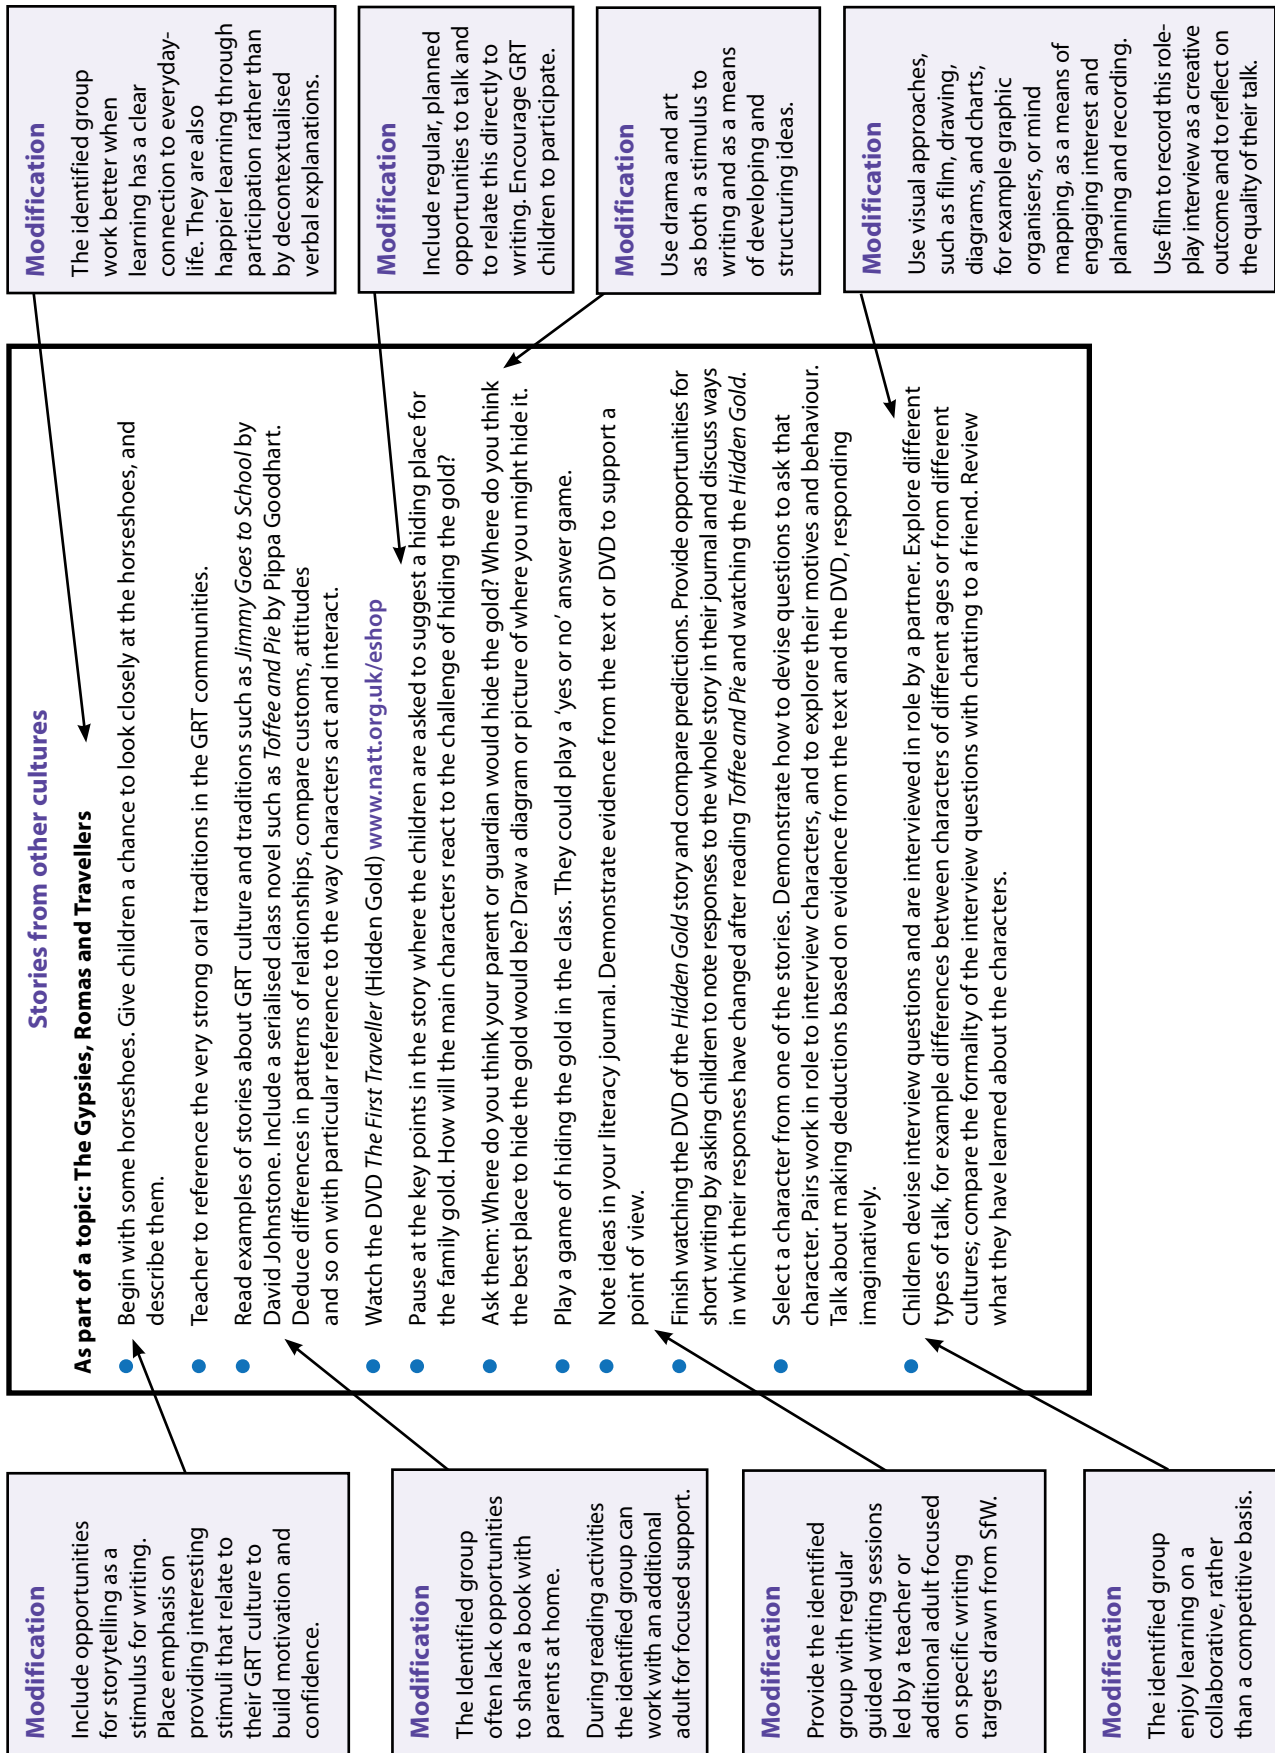 Modification
Include opportunities
for storytelling as a
stimulus for writing.
Place emphasis on
providing interesting
stimuli that relate to
their GRT culture to
build motivation and
confidence.
Modification
The Identified group
often lack opportunities
to share a book with
parents at home.
During reading activities
the identified group can
work with an additional
adult for focused support.
Modification
Provide the identified
group with regular
guided writing sessions
led by a teacher or
additional adult focused
on specific writing
targets drawn from SfW.
Modification
The identified group
enjoy learning on a
collaborative, rather
than a competitive basis.
Stories from other cultures
As part of a topic: The Gypsies, Romas and Travellers
• Begin with some horseshoes. Give children a chance to look closely at the horseshoes, and
describe them.
• Teacher to reference the very strong oral traditions in the GRT communities.
• Read examples of stories about GRT culture and traditions such as Jimmy Goes to School by
David Johnstone. Include a serialised class novel such as Toffee and Pie by Pippa Goodhart.
Deduce differences in patterns of relationships, compare customs, attitudes
and so on with particular reference to the way characters act and interact.
• Watch the DVD The First Traveller (Hidden Gold) www.natt.org.uk/eshop
• Pause at the key points in the story where the children are asked to suggest a hiding place for
the family gold. How will the main characters react to the challenge of hiding the gold?
• Ask them: Where do you think your parent or guardian would hide the gold? Where do you think
the best place to hide the gold would be? Draw a diagram or picture of where you might hide it.
• Play a game of hiding the gold in the class. They could play a ‘yes or no’ answer game.
• Note ideas in your literacy journal. Demonstrate evidence from the text or DVD to support a
point of view.
• Finish watching the DVD of the Hidden Gold story and compare predictions. Provide opportunities for
short writing by asking children to note responses to the whole story in their journal and discuss ways
in which their responses have changed after reading Toffee and Pie and watching the Hidden Gold.
• Select a character from one of the stories. Demonstrate how to devise questions to ask that
character. Pairs work in role to interview characters, and to explore their motives and behaviour.
Talk about making deductions based on evidence from the text and the DVD, responding
imaginatively.
• Children devise interview questions and are interviewed in role by a partner. Explore different
types of talk, for example differences between characters of different ages or from different
cultures; compare the formality of the interview questions with chatting to a friend. Review
what they have learned about the characters.
Modification
The identified group
work better when
learning has a clear
connection to everyday-
life. They are also
happier learning through
participation rather than
by decontextualised
verbal explanations.
Modification
Include regular, planned
opportunities to talk and
to relate this directly to
writing. Encourage GRT
children to participate.
Modification
Use drama and art
as both a stimulus to
writing and as a means
of developing and
structuring ideas.
Modification
Use visual approaches,
such as film, drawing,
diagrams, and charts,
for example graphic
organisers, or mind
mapping, as a means of
engaging interest and
planning and recording.
Use film to record this role-
play interview as a creative
outcome and to reflect on
the quality of their talk.